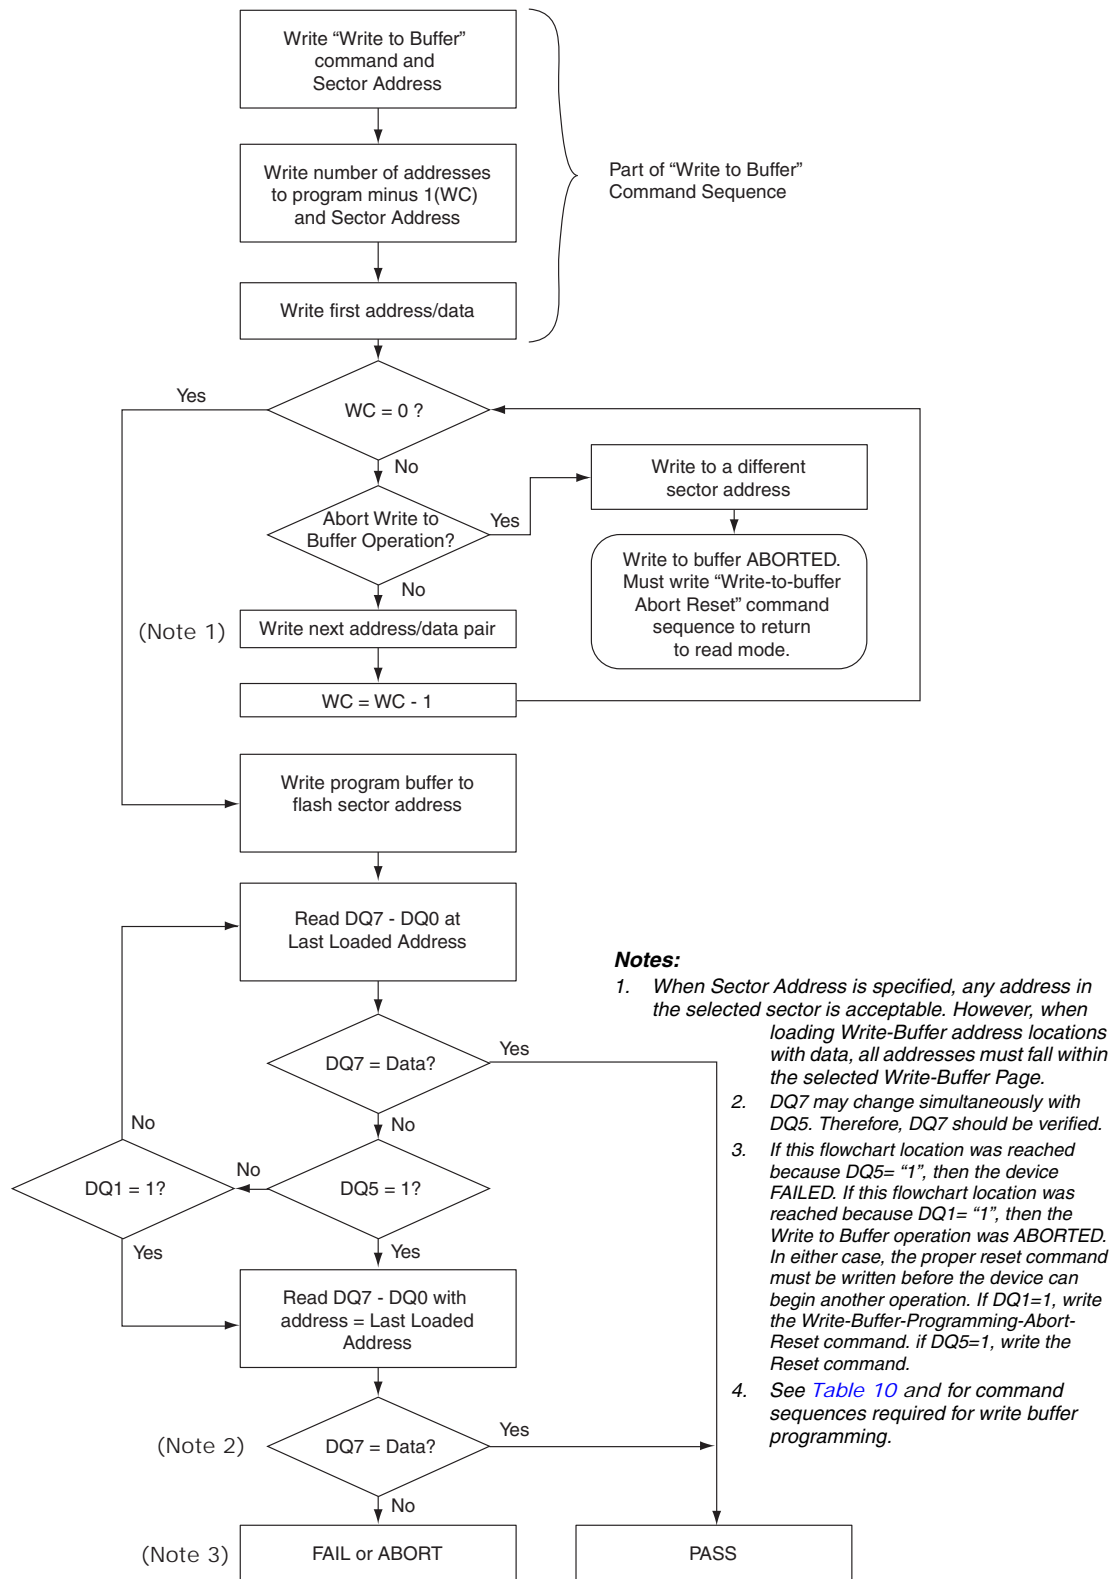 Write “Write to Buffer”
command and
Sector Address
Write number of addresses
to program minus 1(WC)
and Sector Address
Write first address/data
Part of “Write to Buffer”
Command Sequence
Yes
WC = 0 ?
No
Abort Write to
Buffer Operation?
Yes
No
Write to a different
sector address
Write to buffer ABORTED.
Must write “Write-to-buffer
Abort Reset” command
sequence to return
to read mode.
(Note 1)
Write next address/data pair
WC = WC - 1
Write program buffer to
flash sector address
Read DQ7 - DQ0 at
Last Loaded Address
DQ7 = Data?
Yes
No
No
DQ1 = 1?
No
DQ5 = 1?
Yes
Yes
Read DQ7 - DQ0 with
address = Last Loaded
Address
(Note 2)
DQ7 = Data?
Yes
No
(Note 3)
FAIL or ABORT
PASS
Notes:
1. When Sector Address is specified, any address in
the selected sector is acceptable. However, when
loading Write-Buffer address locations
with data, all addresses must fall within
the selected Write-Buffer Page.
2. DQ7 may change simultaneously with
DQ5. Therefore, DQ7 should be verified.
3. If this flowchart location was reached
because DQ5= “1”, then the device
FAILED. If this flowchart location was
reached because DQ1= “1”, then the
Write to Buffer operation was ABORTED.
In either case, the proper reset command
must be written before the device can
begin another operation. If DQ1=1, write
the Write-Buffer-Programming-Abort-
Reset command. if DQ5=1, write the
Reset command.
4. See Table 10 and for command
sequences required for write buffer
programming.